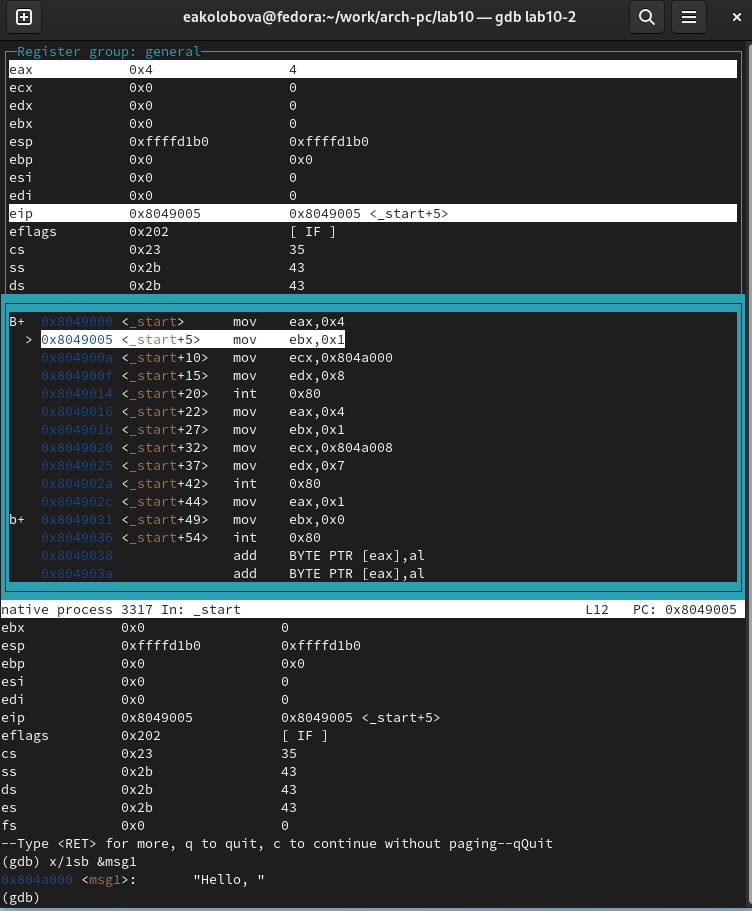 eakolobova@fedora:~/work/arch-pc/lab10 — gdb lab10-2
Register group: general
eax 0x4 4
ecx 0x0 0
edx 0x0 0
ebx 0x0 0
esp 0xffffd1b0 0xffffd1b0
ebp 0x0 0x0
esi 0x0 0
edi 0x0 0
eip 0x8049005 0x8049005 <_start+5>
eflags 0x202 [ IF ]
cs 0x23 35
ss 0x2b 43
ds 0x2b 43
B+ 0x8049000 <_start> mov eax,0x4
> 0x8049005 <_start+5> mov ebx,0x1
0x804900a <_start+10> mov ecx,0x804a000
0x804900f <_start+15> mov edx,0x8
0x8049014 <_start+20> int 0x80
0x8049016 <_start+22> mov eax,0x4
0x804901b <_start+27> mov ebx,0x1
0x8049020 <_start+32> mov ecx,0x804a008
0x8049025 <_start+37> mov edx,0x7
0x804902a <_start+42> int 0x80
0x804902c <_start+44> mov eax,0x1
b+ 0x8049031 <_start+49> mov ebx,0x0
0x8049036 <_start+54> int 0x80
0x8049038 add BYTE PTR [eax],al
0x804903a add BYTE PTR [eax],al
native process 3317 In: _start L12 PC: 0x8049005
ebx 0x0 0
esp 0xffffd1b0 0xffffd1b0
ebp 0x0 0x0
esi 0x0 0
edi 0x0 0
eip 0x8049005 0x8049005 <_start+5>
eflags 0x202 [ IF ]
cs 0x23 35
ss 0x2b 43
ds 0x2b 43
es 0x2b 43
fs 0x0 0
--Type <RET> for more, q to quit, c to continue without paging--qQuit
(gdb) x/1sb &msg1
0x804a000 <msg1>: "Hello, "
(gdb)